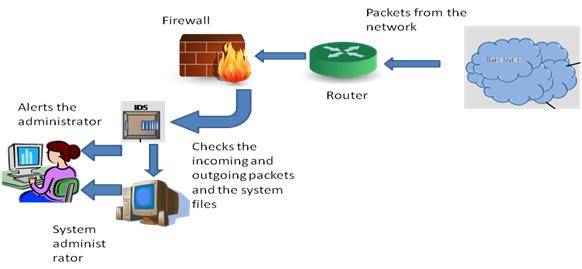 Packets from the
network
Firewall
Router
Alerts the
administrator
IDS
Checks the
incoming and
outgoing packets
and the system
files
System
administ
rator